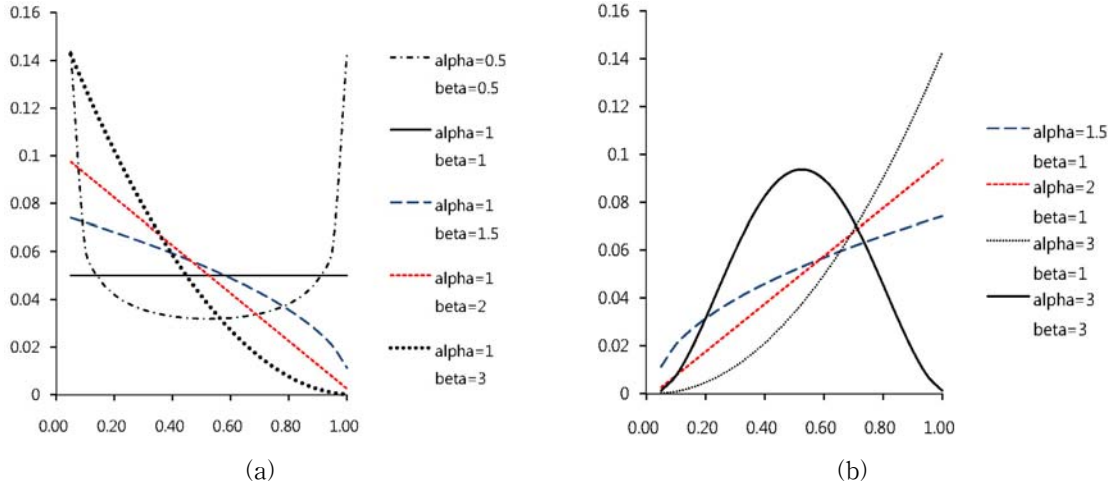 0.16
0.14
0.12
0.1
0.08
0.06
0.04
0.02
0
0.00 0.20 0.40 0.60 0.80 1.00
alpha=0.5
beta=0.5
alpha=1
beta=1
alpha=1
beta=1.5
alpha=1
beta=2
alpha=1
beta=3
(a)
0.16
0.14
0.12
0.1
0.08
0.06
0.04
0.02
0
0.00 0.20 0.40 0.60 0.80 1.00
alpha=1.5
beta=1
alpha=2
beta=1
alpha=3
beta=1
alpha=3
beta=3
(b)